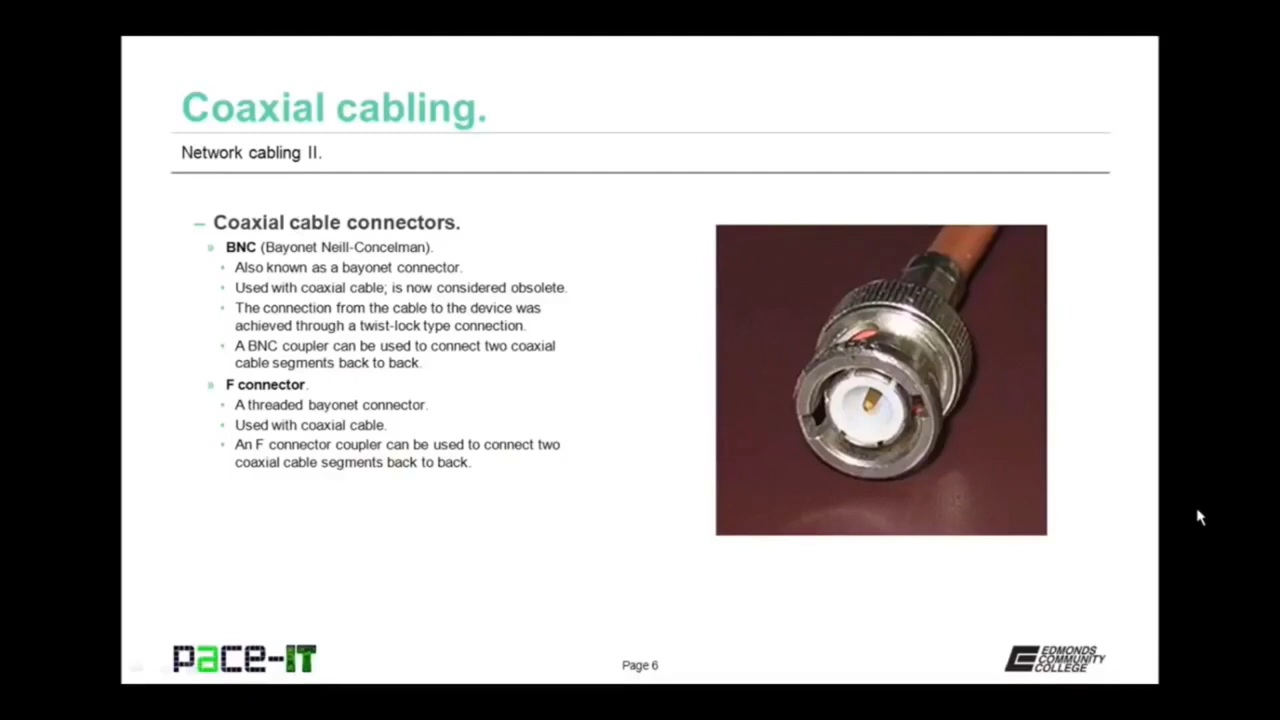 Coaxial cabling.
Network cabling II.
– Coaxial cable connectors.
» BNC (Bayonet Neill-Concelman).
• Also known as a bayonet connector.
• Used with coaxial cable; is now considered obsolete.
• The connection from the cable to the device was
achieved through a twist-lock type connection.
• A BNC coupler can be used to connect two coaxial
cable segments back to back.
» F connector.
• A threaded bayonet connector.
• Used with coaxial cable.
• An F connector coupler can be used to connect two
coaxial cable segments back to back.
pace-IT
Page 6
EDMONDS
COMMUNITY
COLLEGE